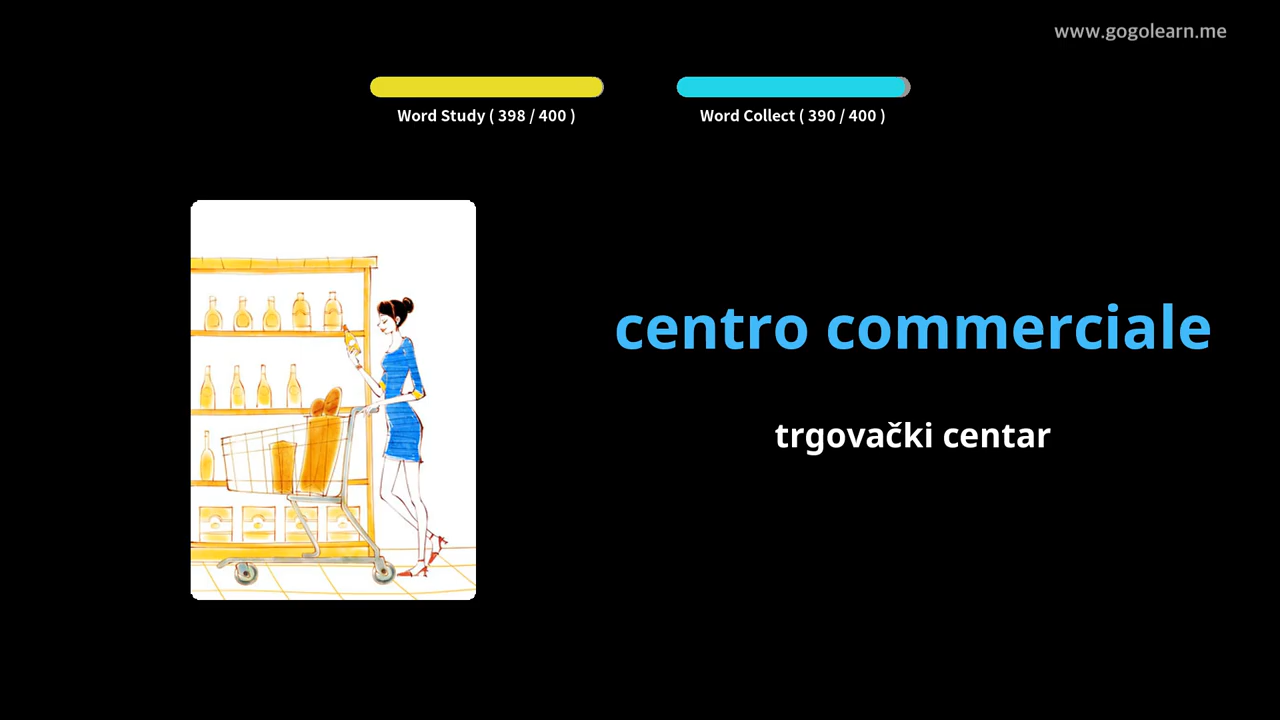 www.gogolearn.me
Word Study ( 398 / 400 )
Word Collect ( 390 / 400 )
centro commerciale
trgovački centar